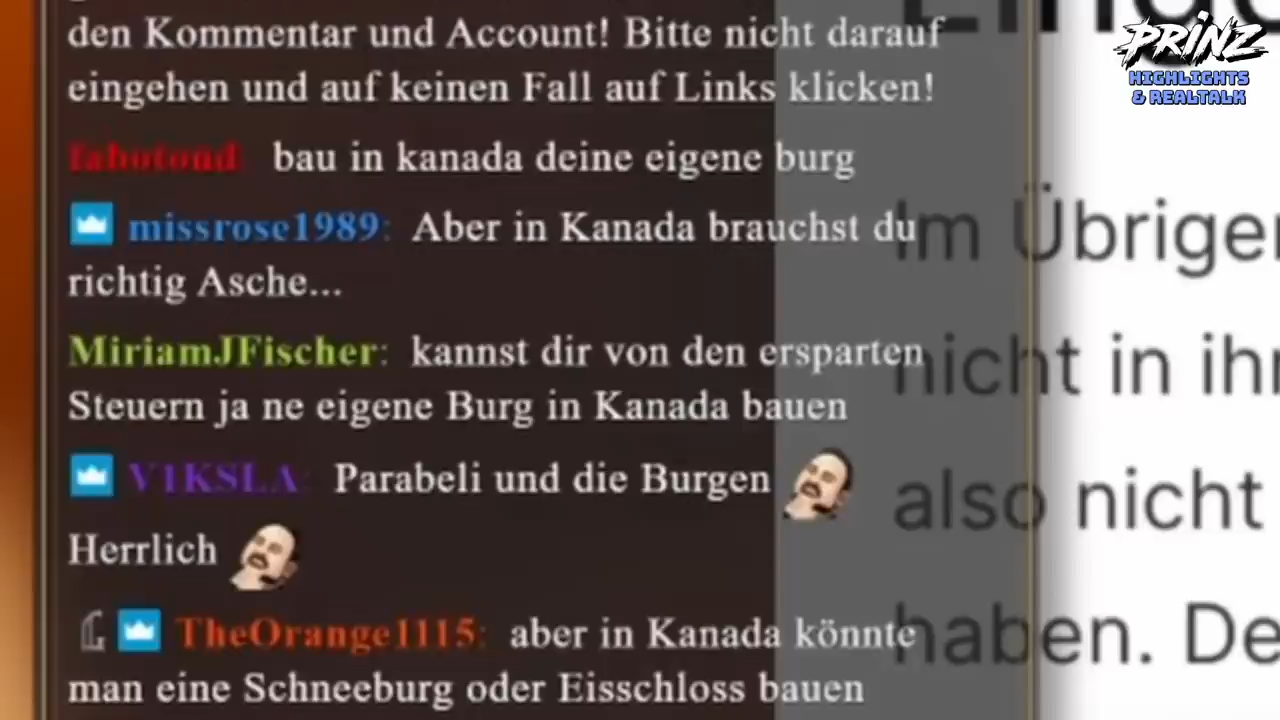 den Kommentar und Account! Bitte nicht darauf
eingehen und auf keinen Fall auf Links klicken!
fabotond: bau in kanada deine eigene burg
missrose1989: Aber in Kanada brauchst du
richtig Asche...
MiriamJFischer: kannst dir von den ersparten
Steuern ja ne eigene Burg in Kanada bauen
V1KSLA: Parabeli und die Burgen
Herrlich
TheOrange1115: aber in Kanada könnte
man eine Schneeburg oder Eisschloss bauen
Im Übrigen
nicht in
also nicht
haben. De
PRINZ
HIGHLIGHTS
& REALTALK